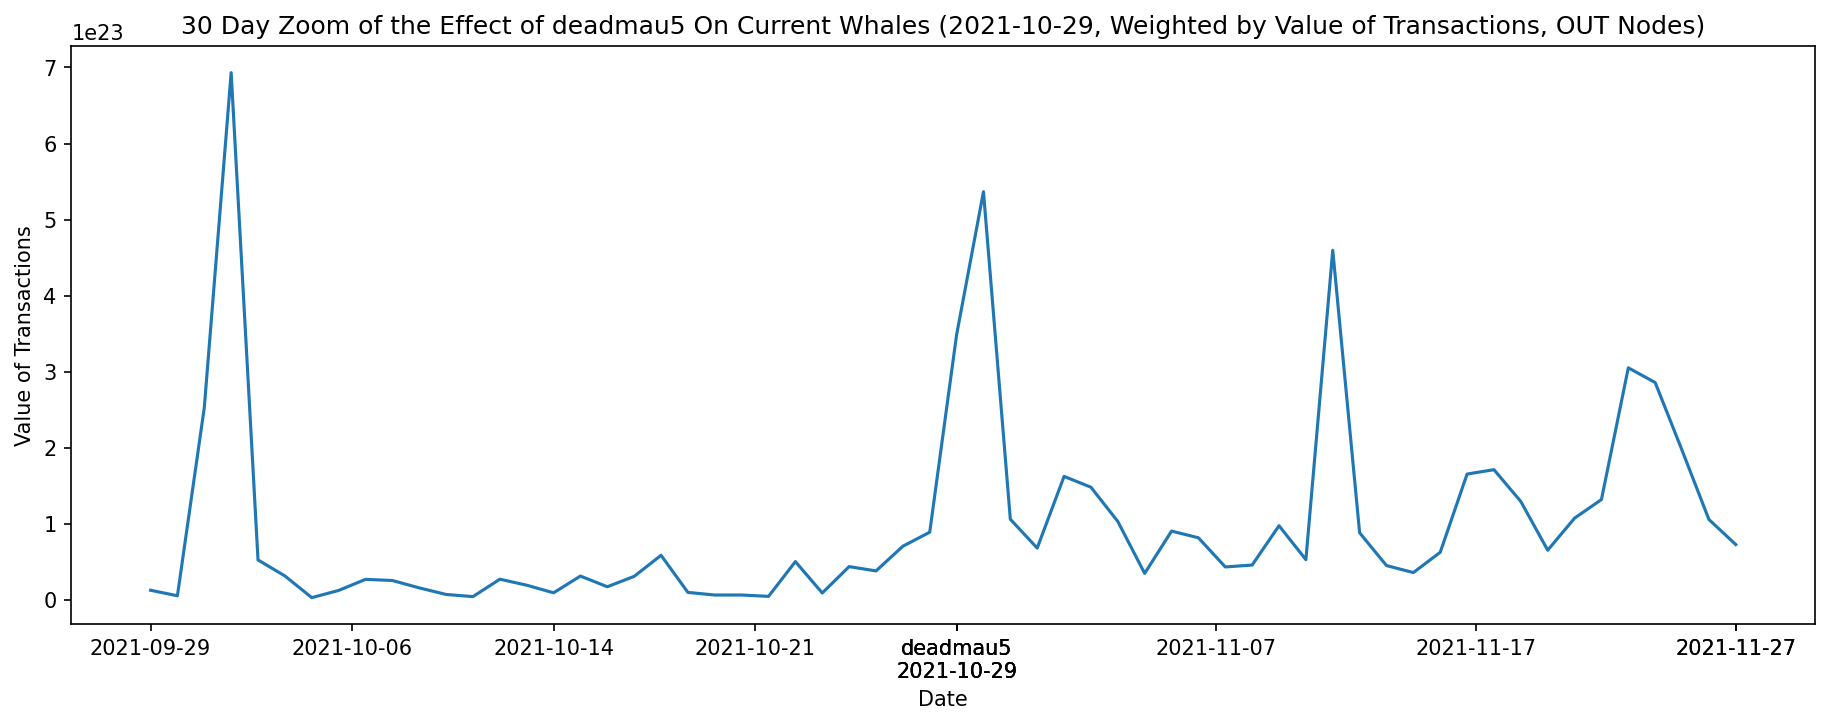 30 Day Zoom of the Effect of deadmau5 On Current Whales (2021-10-29, Weighted by Value of Transactions, OUT Nodes)
1e23
7
6
5
4
3
2
1
0
Value of Transactions
2021-09-29 2021-10-06 2021-10-14 2021-10-21 deadmau5 2021-11-07 2021-11-17 2021-11-27
2021-10-29
Date